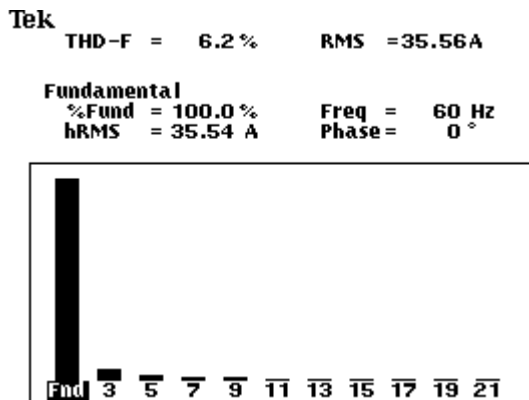 Tek
THD-F = 6.2 % RMS =35.56A
Fundamental
%Fund = 100.0 % Freq = 60 Hz
hRMS = 35.54 A Phase = 0 °
Fnd 3 5 7 9 11 13 15 17 19 21